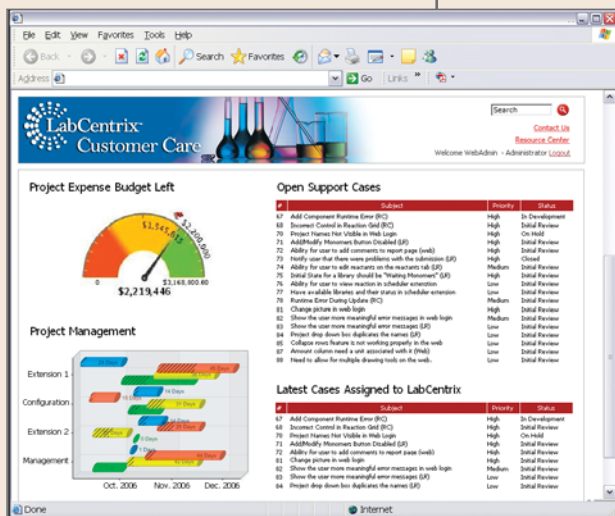 File Edit View Favorites Tools Help
Back Search Favorites
Address Go Links »
LabCentrix
Customer Care
Search
Contact Us
Resource Center
Welcome WebAdmin - Administrator Logout
Project Expense Budget Left
$1,345,615
$2,200,000
$0
$3,168,000.00
$2,219,446
Project Management
Extension 1
Configuration
Extension 2
Management
Oct. 2006 Nov. 2006 Dec. 2006
Open Support Cases
# Subject Priority Status
67 Add Component Runtime Error (RC) High In Development
68 Incorrect Control in Reaction Grid (RC) High Initial Review
70 Project Names Not Visible in Web Login High On Hold
71 Add/Modify Monomers Button Disabled (LR) High Initial Review
72 Ability for user to add comments to report page (web) High Initial Review
73 Notify user that there were problems with the submission (LR) High Closed
74 Ability for user to edit reactants on the reactants tab (LR) Medium Initial Review
75 Initial State for a library should be "Waiting Monomers" (LR) High Initial Review
76 Ability for user to view reaction in scheduler extension Low Initial Review
77 Have available libraries and their status in scheduler extension Low Initial Review
78 Runtime Error During Update (RC) High Initial Review
81 Change picture in web login High Initial Review
82 Show the user more meaningful error messages in web login Medium Initial Review
83 Show the user more meaningful error messages (LR) Low Initial Review
84 Project drop down box duplicates the names (LR) Low Initial Review
85 Collapse rows feature is not working properly in the web Low Initial Review
87 Amount column need a unit associated with it (Web) Low Initial Review
88 Need to allow for multiple drawing tools on the web. Low Initial Review
Latest Cases Assigned to LabCentrix
# Subject Priority Status
67 Add Component Runtime Error (RC) High Initial Review
68 Incorrect Control in Reaction Grid (RC) High Initial Review
70 Project Names Not Visible in Web Login High On Hold
71 Add/Modify Monomers Button Disabled (LR) High Initial Review
72 Ability for user to add comments to report page (web) High Initial Review
81 Change picture in web login High Initial Review
82 Show the user more meaningful error messages in web login Medium Initial Review
83 Show the user more meaningful error messages (LR) Low Initial Review
84 Project drop down box duplicates the names (LR) Low Initial Review
Done Internet